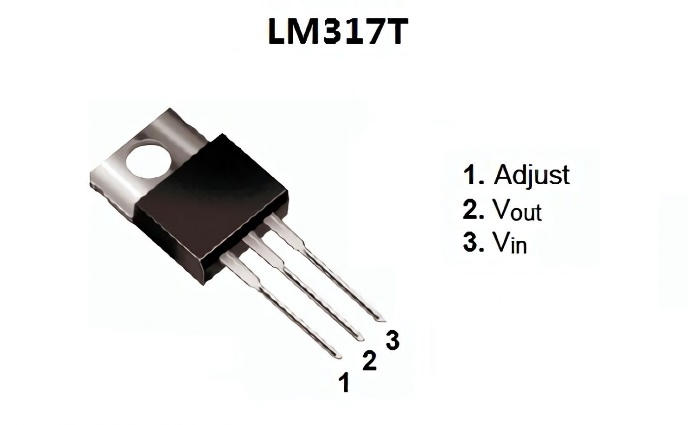 LM317T
1. Adjust
2. Vout
3. Vin
3
2
1